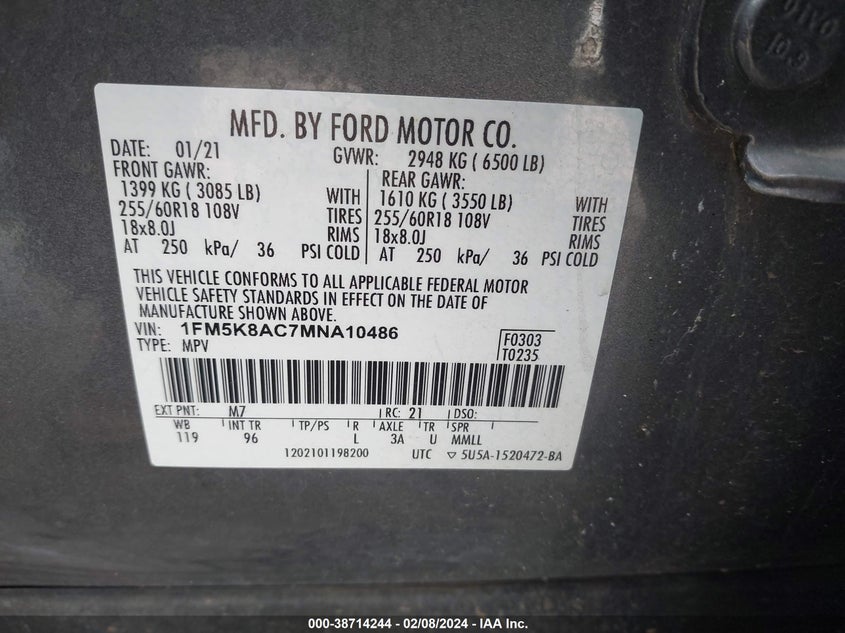 01VO
10.9
MFD. BY FORD MOTOR CO.
DATE: 01/21 GVWR: 2948 KG ( 6500 LB)
FRONT GAWR: REAR GAWR:
1399 KG ( 3085 LB) WITH 1610 KG ( 3550 LB) WITH
255/60R18 108V TIRES 255/60R18 108V TIRES
18x8.0J RIMS 18x8.0J RIMS
AT 250 kPa/ 36 PSI COLD AT 250 kPa/ 36 PSI COLD
THIS VEHICLE CONFORMS TO ALL APPLICABLE FEDERAL MOTOR
VEHICLE SAFETY STANDARDS IN EFFECT ON THE DATE OF
MANUFACTURE SHOWN ABOVE.
VIN: 1FM5K8AC7MNA10486
TYPE: MPV
F0303
T0235
EXT PNT: M7 RC: 21 DSO:
WB INT TR TP/PS R AXLE TR SPR
119 96 L 3A U MMLL
1202101198200 UTC ▽ 5U5A-1520472-BA
000-38714244 - 02/08/2024 - IAA Inc.